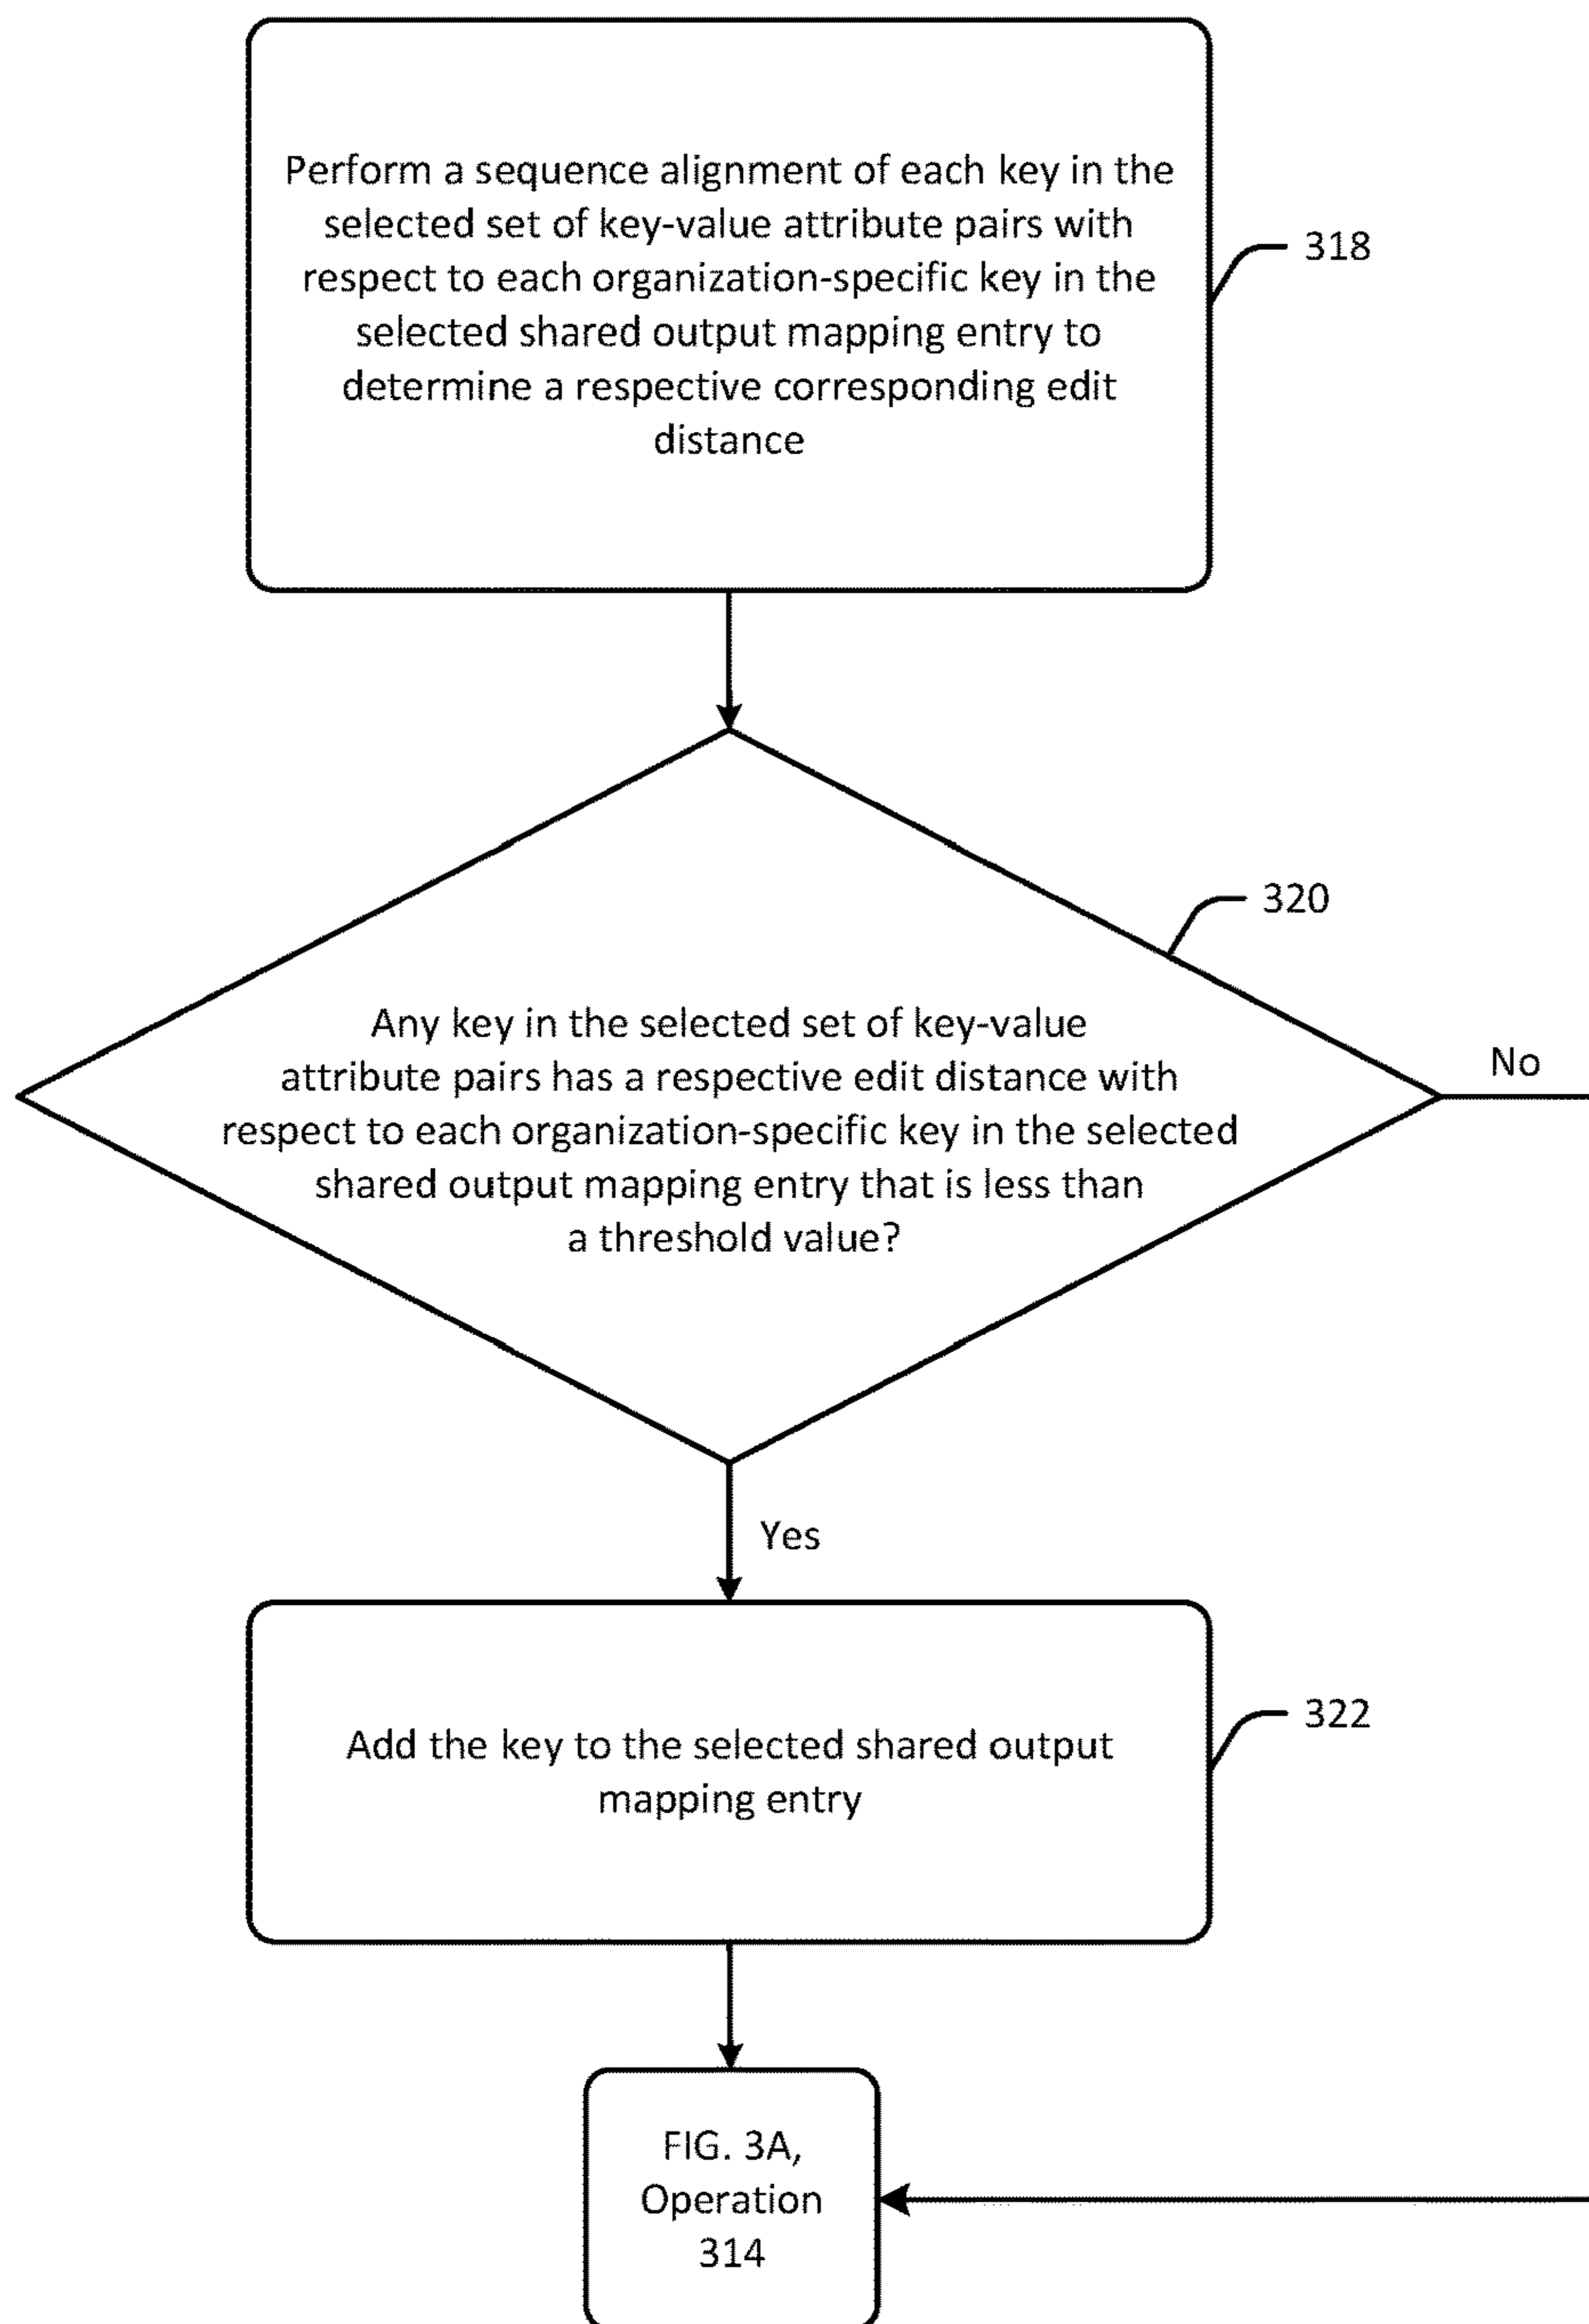 Perform a sequence alignment of each key in the
selected set of key-value attribute pairs with
respect to each organization-specific key in the
selected shared output mapping entry to
determine a respective corresponding edit
distance
318
320
Any key in the selected set of key-value
attribute pairs has a respective edit distance with
respect to each organization-specific key in the selected
shared output mapping entry that is less than
a threshold value?
No
Yes
322
Add the key to the selected shared output
mapping entry
FIG. 3A,
Operation
314